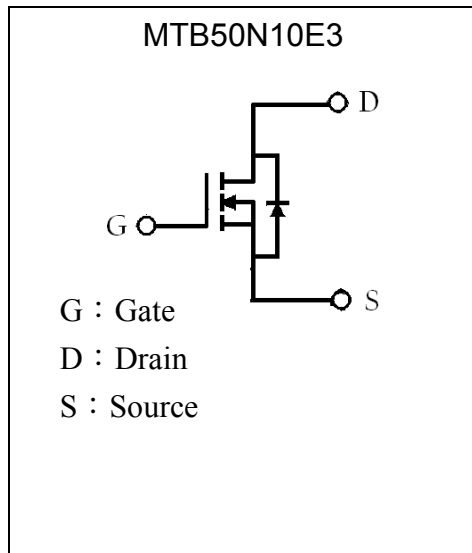 MTB50N10E3
D
G
S
G：Gate
D：Drain
S：Source